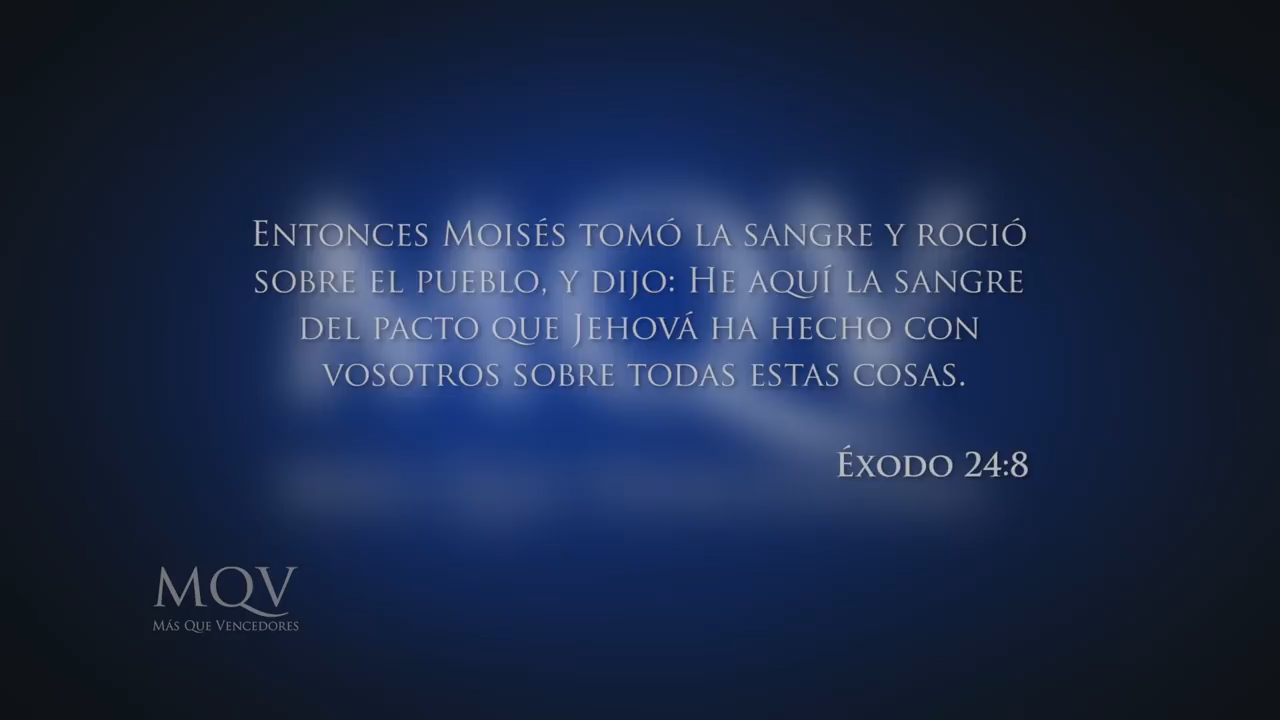 Entonces Moisés tomó la sangre y roció
sobre el pueblo, y dijo: He aquí la sangre
del pacto que Jehová ha hecho con
vosotros sobre todas estas cosas.
Éxodo 24:8
MQV
Más Que Vencedores